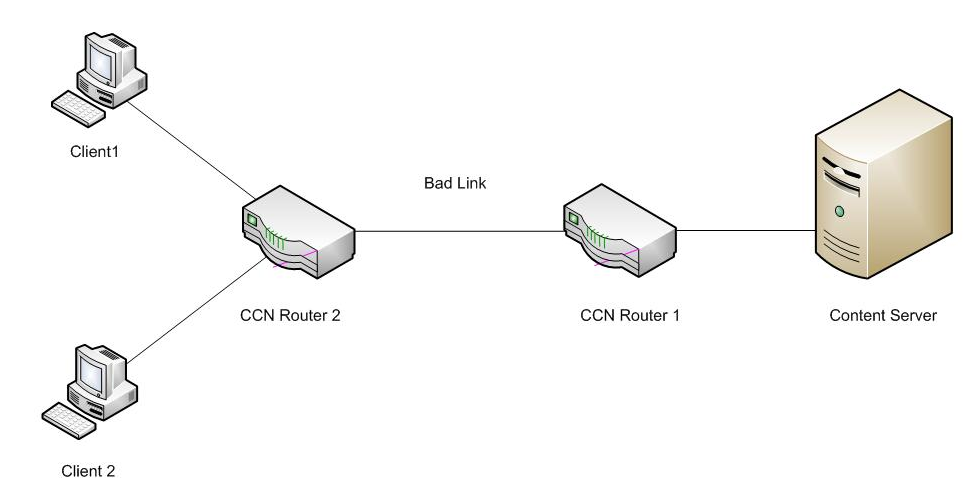 Client1
Bad Link
CCN Router 2
CCN Router 1
Content Server
Client 2